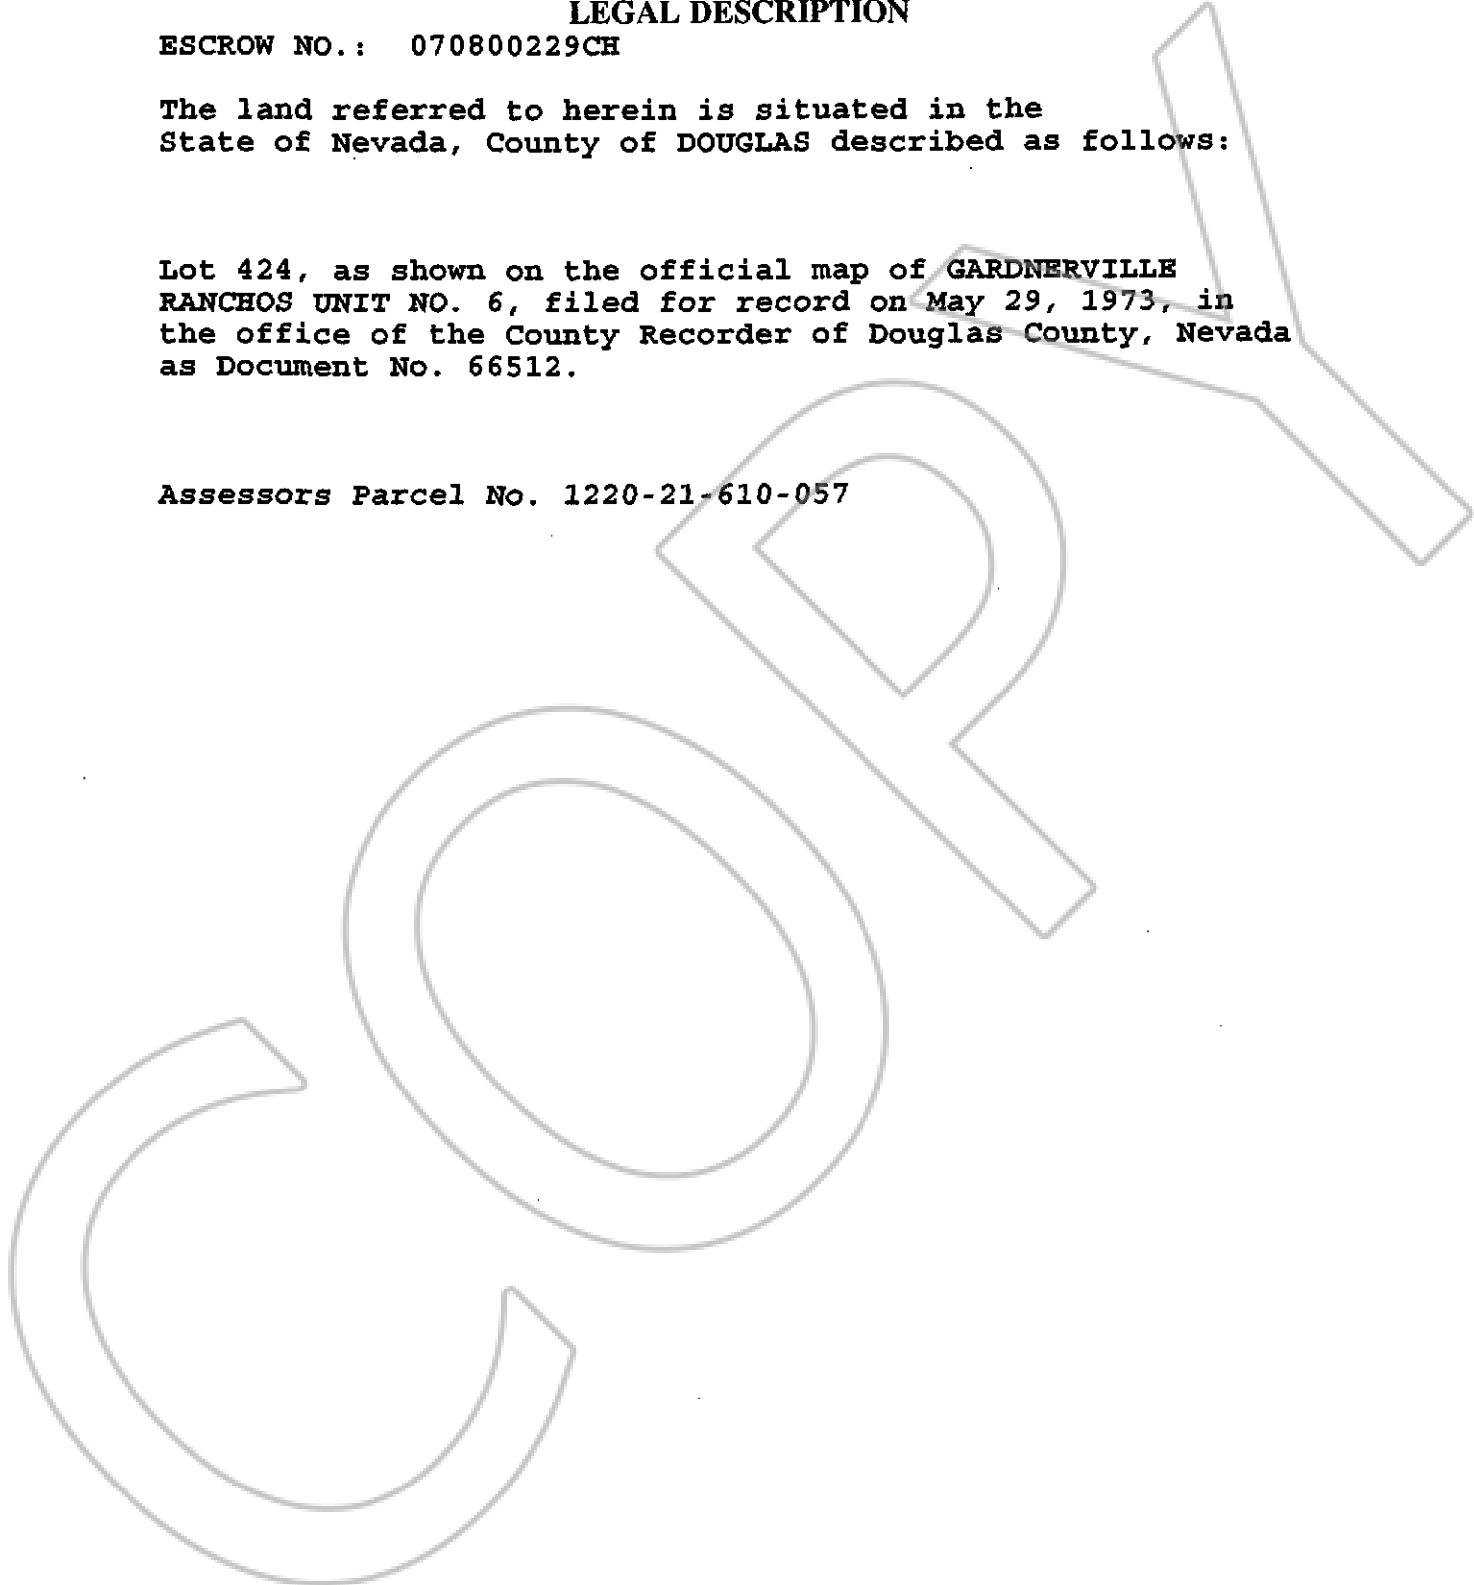 LEGAL DESCRIPTION
ESCROW NO.: 070800229CH
The land referred to herein is situated in the
State of Nevada, County of DOUGLAS described as follows:
Lot 424, as shown on the official map of GARDNERVILLE
RANCHOS UNIT NO. 6, filed for record on May 29, 1973, in
the office of the County Recorder of Douglas County, Nevada
as Document No. 66512.
Assessors Parcel No. 1220-21-610-057
COPY